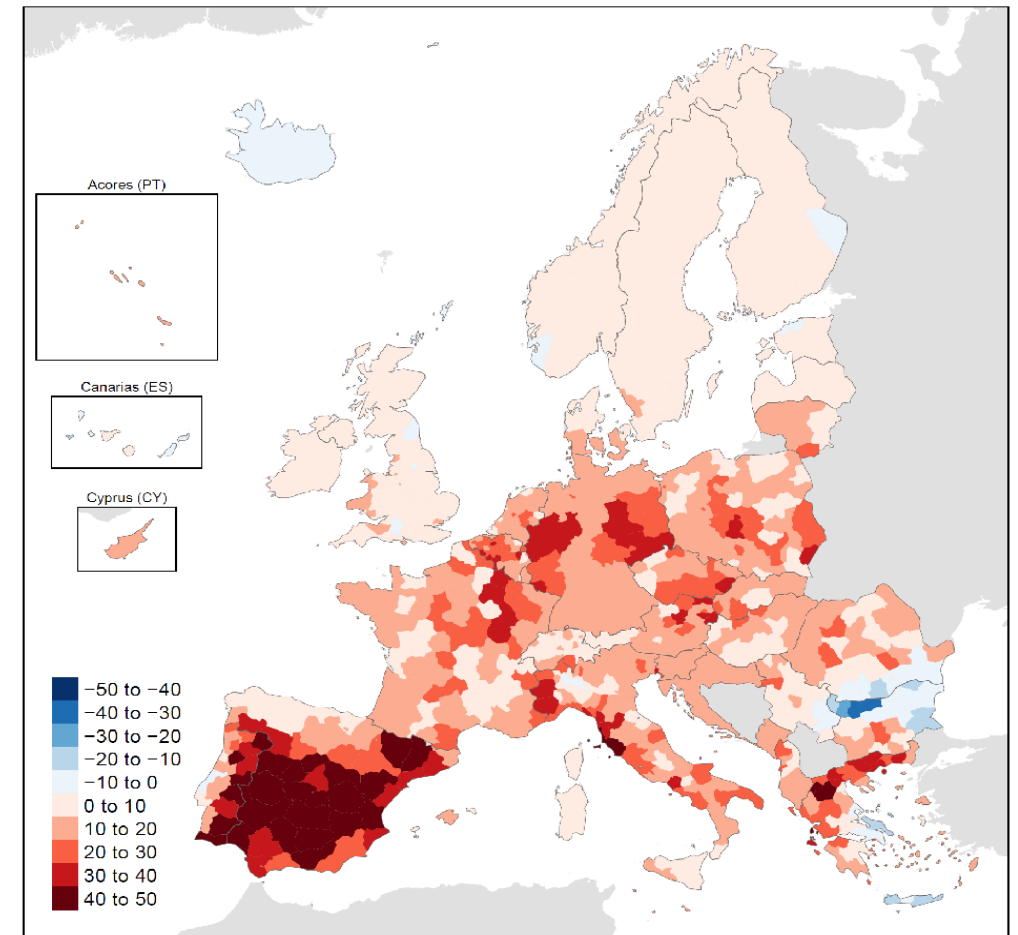 Acores (PT)
Canarias (ES)
Cyprus (CY)
−50 to −40
−40 to −30
−30 to −20
−20 to −10
−10 to 0
0 to 10
10 to 20
20 to 30
30 to 40
40 to 50